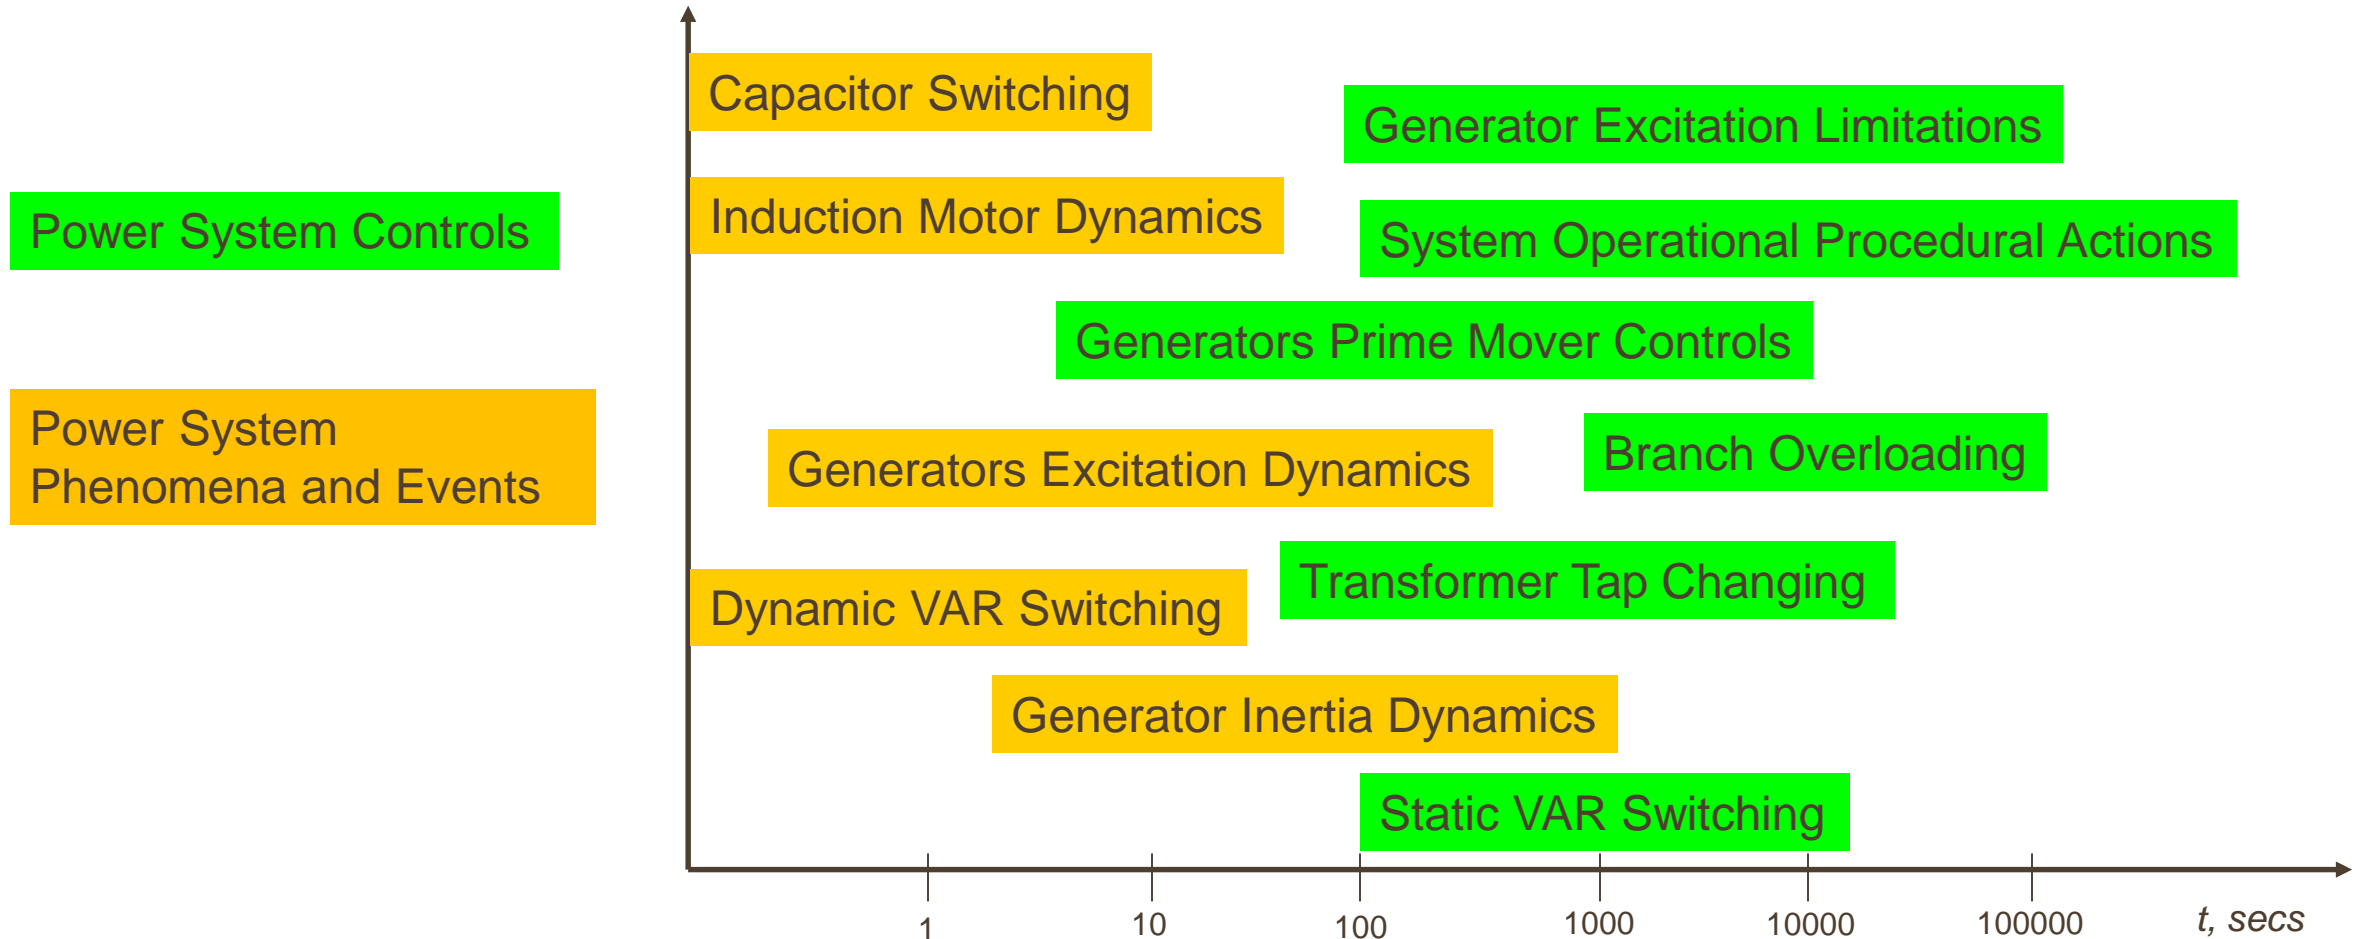 Capacitor Switching
Generator Excitation Limitations
Power System Controls
Induction Motor Dynamics
System Operational Procedural Actions
Generators Prime Mover Controls
Power System
Phenomena and Events
Generators Excitation Dynamics
Branch Overloading
Transformer Tap Changing
Dynamic VAR Switching
Generator Inertia Dynamics
Static VAR Switching
1
10
100
1000
10000
100000
t, secs